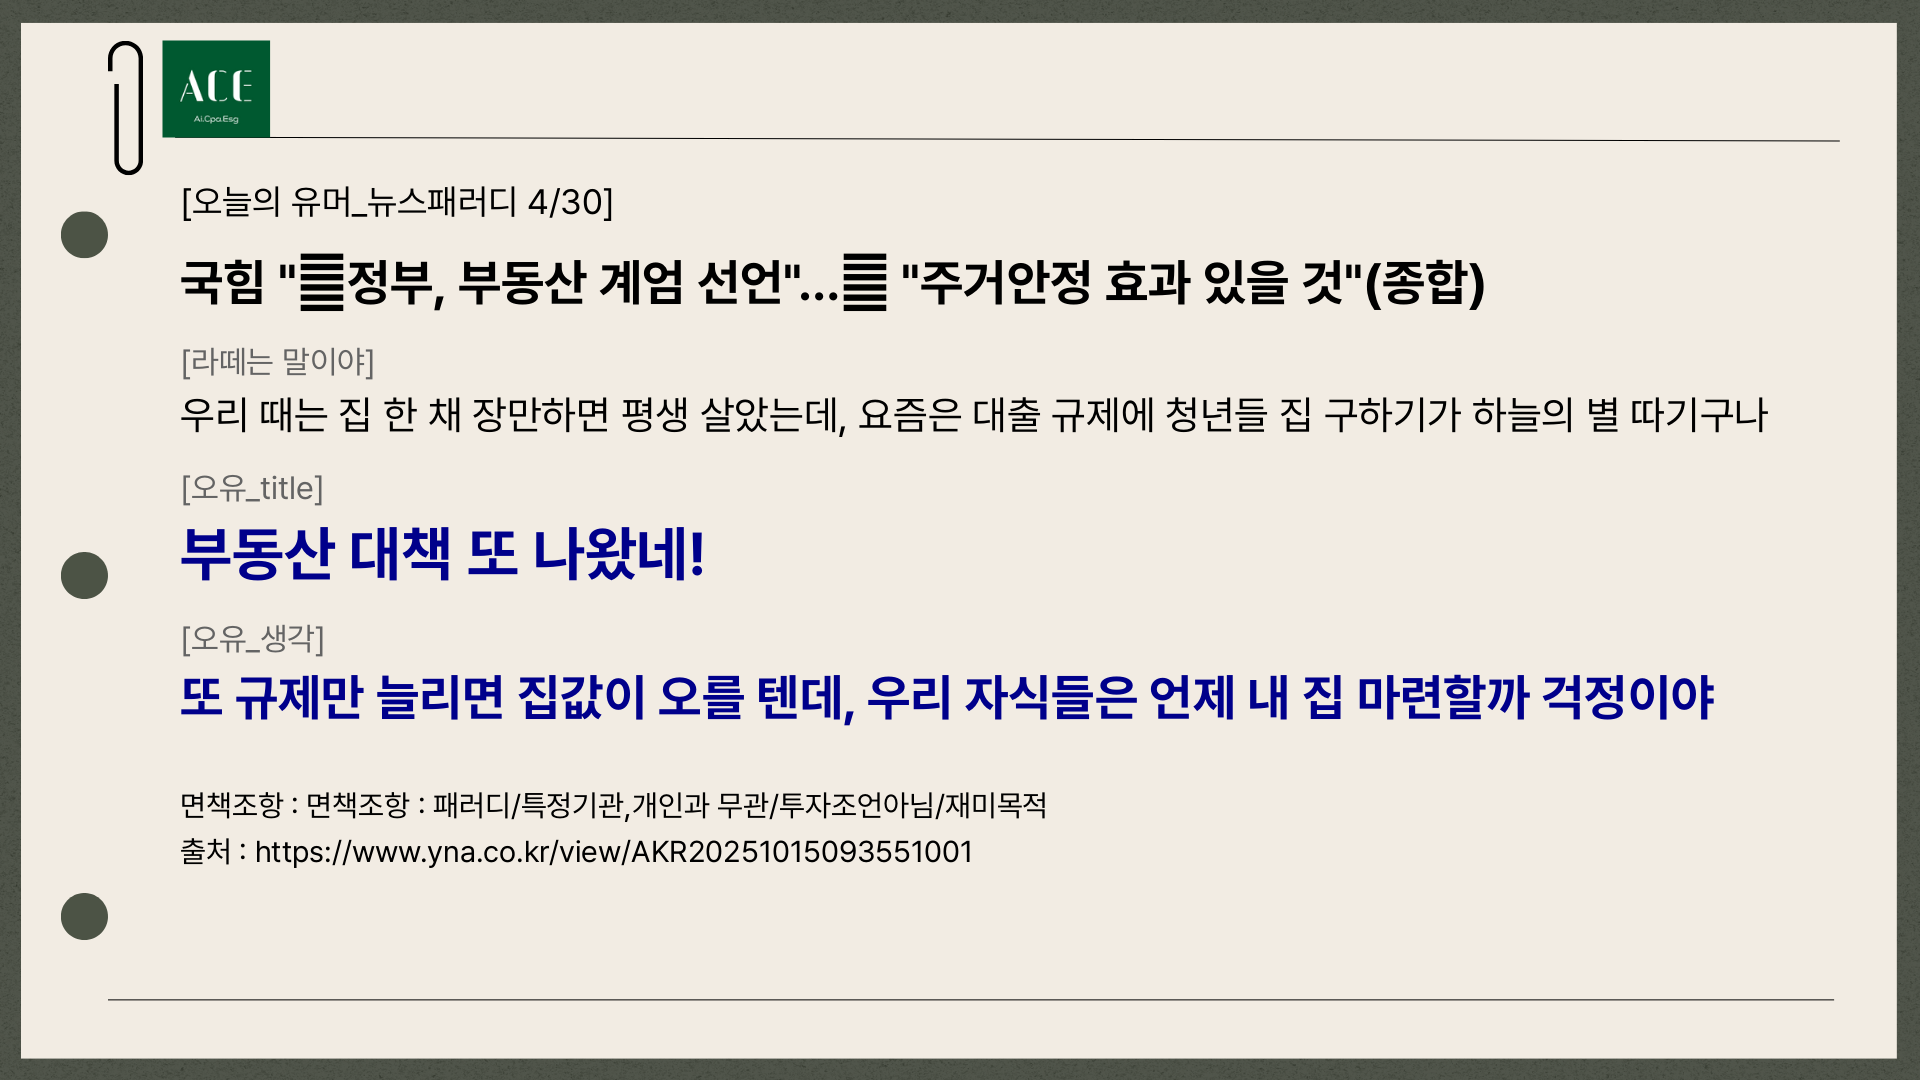 ACE
Ai.Cpa.Esg
[오늘의 유머_뉴스패러디 4/30]
국힘 "䷀정부, 부동산 계엄 선언"...䷀ "주거안정 효과 있을 것"(종합)
[라떼는 말이야]
우리 때는 집 한 채 장만하면 평생 살았는데, 요즘은 대출 규제에 청년들 집 구하기가 하늘의 별 따기구나
[오유_title]
부동산 대책 또 나왔네!
[오유_생각]
또 규제만 늘리면 집값이 오를 텐데, 우리 자식들은 언제 내 집 마련할까 걱정이야
면책조항 : 면책조항 : 패러디/특정기관,개인과 무관/투자조언아님/재미목적
출처 : https://www.yna.co.kr/view/AKR20251015093551001